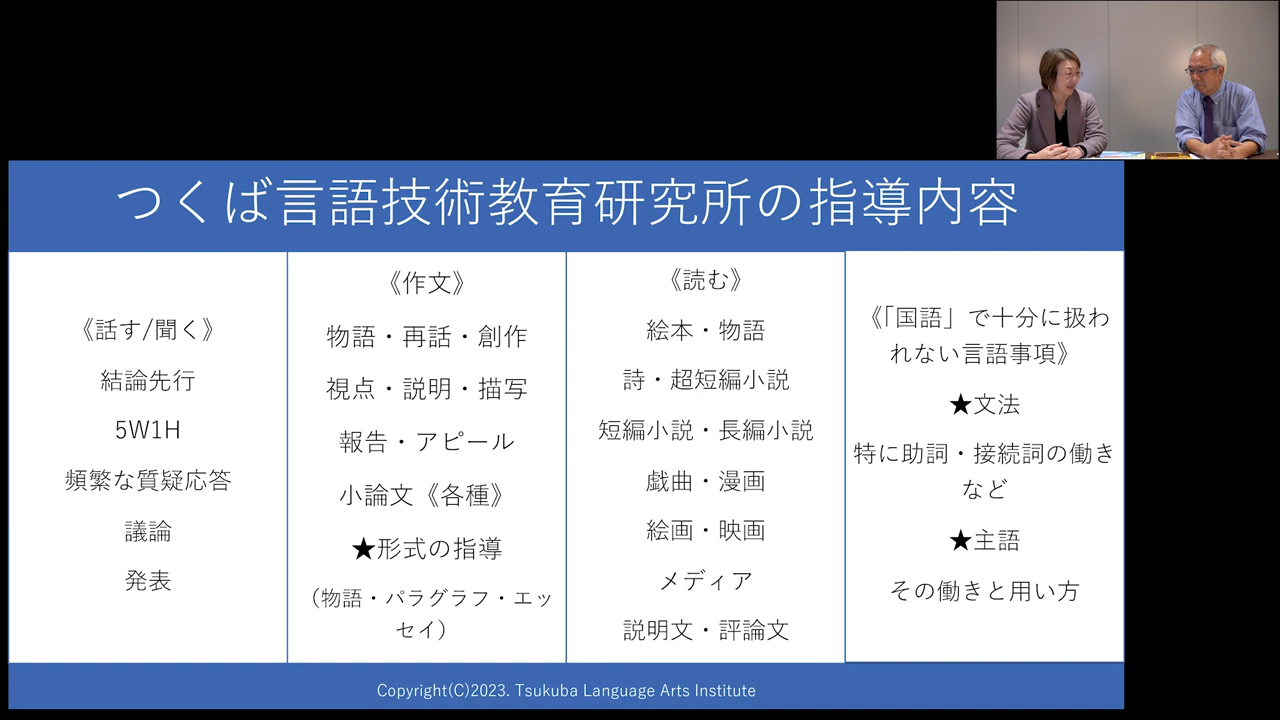 つくば言語技術教育研究所の指導内容
《話す/聞く》
結論先行
5W1H
頻繁な質疑応答
議論
発表
《作文》
物語・再話・創作
視点・説明・描写
報告・アピール
小論文《各種》
★形式の指導
（物語・パラグラフ・エッ
セイ）
《読む》
絵本・物語
詩・超短編小説
短編小説・長編小説
戯曲・漫画
絵画・映画
メディア
説明文・評論文
《「国語」で十分に扱わ
れない言語事項》
★文法
特に助詞・接続詞の働き
など
★主語
その働きと用い方
Copyright(C)2023. Tsukuba Language Arts Institute